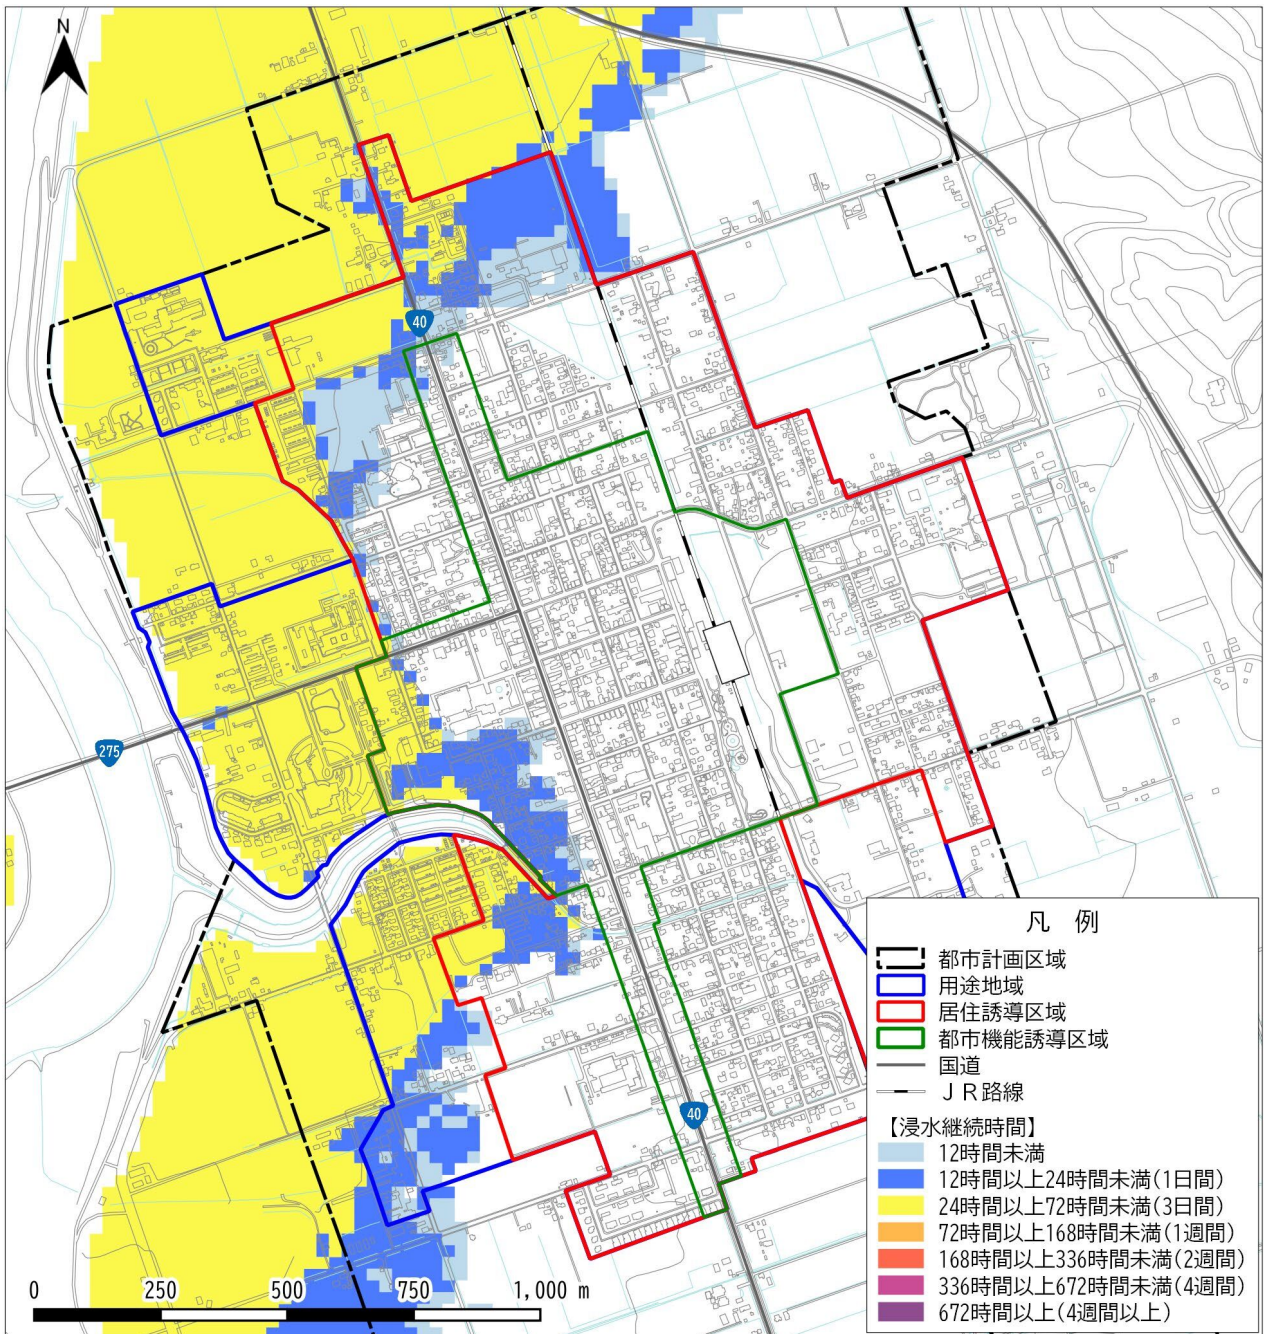 N
40
275
40
凡 例
都市計画区域
用途地域
居住誘導区域
都市機能誘導区域
国道
ＪＲ路線
【浸水継続時間】
12時間未満
12時間以上24時間未満(1日間)
24時間以上72時間未満(3日間)
72時間以上168時間未満(1週間)
168時間以上336時間未満(2週間)
336時間以上672時間未満(4週間)
672時間以上(4週間以上)
0 250 500 750 1,000 m